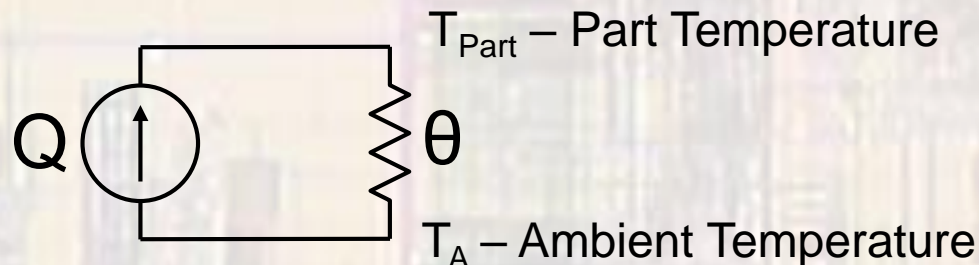 T_Part – Part Temperature
Q
θ
T_A – Ambient Temperature